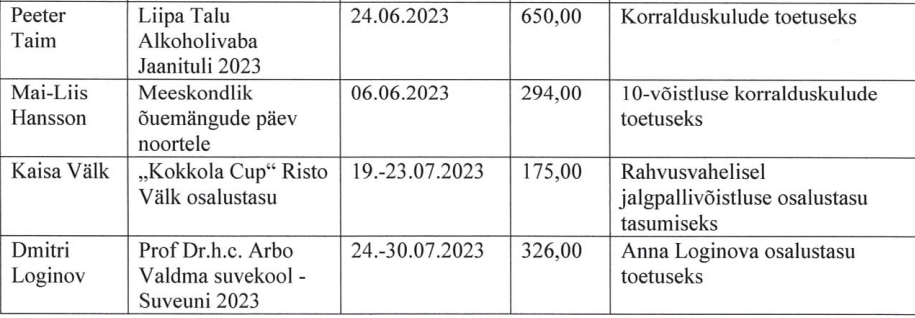 Peeter Taim
Liipa Talu Alkoholivaba Jaanituli 2023
24.06.2023
650,00
Korralduskulude toetuseks
Mai-Liis Hansson
Meeskondlik õuemängude päev noortele
06.06.2023
294,00
10-võistluse korralduskulude toetuseks
Kaisa Välk
„Kokkola Cup“ Risto Välk osalustasu
19.-23.07.2023
175,00
Rahvusvahelisel jalgpallivõistluse osalustasu tasumiseks
Dmitri Loginov
Prof Dr.h.c. Arbo Valdma suvekool - Suveuni 2023
24.-30.07.2023
326,00
Anna Loginova osalustasu toetuseks